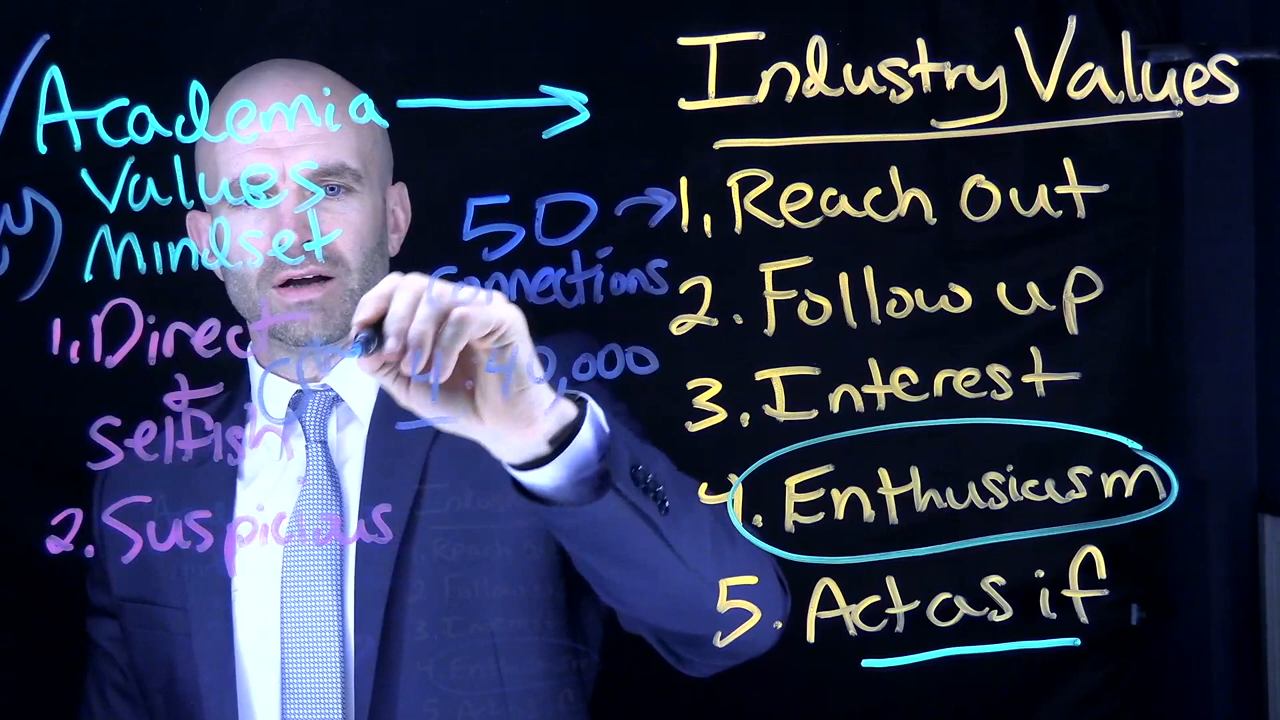 Academia
Values
Mindset
1. Direct
&
Selfish
2. Suspicious
50
Connections
4. 40,000
Industry Values
1. Reach out
2. Follow up
3. Interest
4. Enthusiasm
5. Act as if